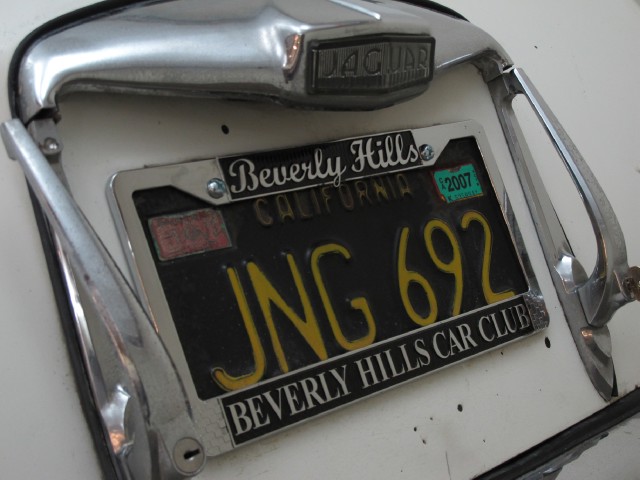 JAGUAR
Beverly Hills
CALIFORNIA
2007
JNG 692
BEVERLY HILLS CAR CLUB